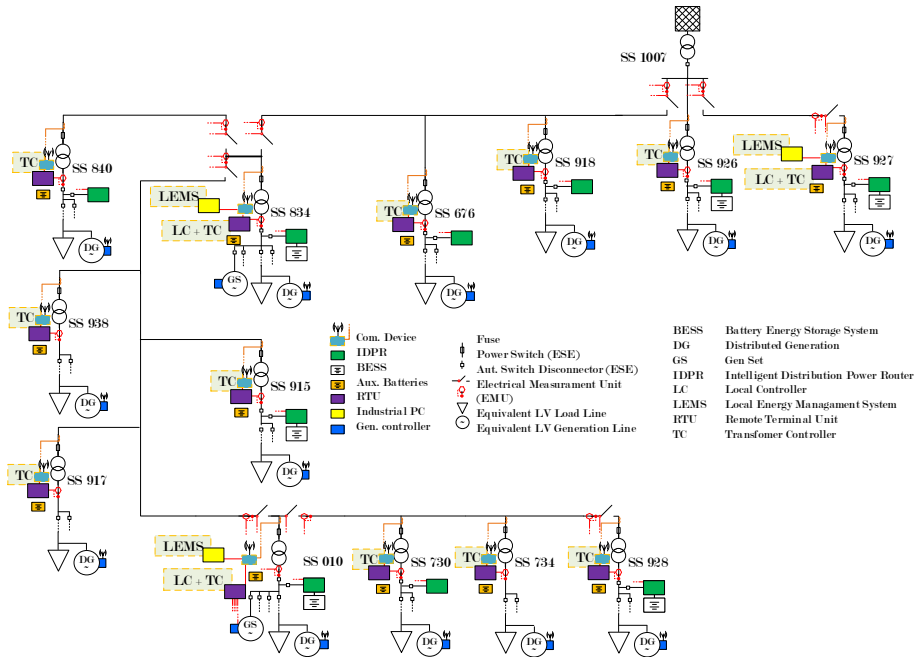 SS 1007
TC
SS 840
DG
~
LEMS
LC + TC
SS 834
GS
~
DG
~
TC
SS 676
DG
~
TC
SS 918
DG
~
TC
SS 926
DG
~
LEMS
LC + TC
SS 927
DG
~
TC
SS 938
DG
~
TC
SS 915
DG
~
TC
SS 917
DG
~
LEMS
LC + TC
SS 010
GS
~
DG
~
TC
SS 730
DG
~
TC
SS 734
DG
~
TC
SS 928
DG
~
Com. Device
IDPR
BESS
Aux. Batteries
RTU
Industrial PC
Gen. controller
Fuse
Power Switch (ESE)
Aut. Switch Disconnector (ESE)
Electrical Measurament Unit
(EMU)
Equivalent LV Load Line
~
Equivalent LV Generation Line
BESS Battery Energy Storage System
DG Distributed Generation
GS Gen Set
IDPR Intelligent Distribution Power Router
LC Local Controller
LEMS Local Energy Managament System
RTU Remote Terminal Unit
TC Transfomer Controller